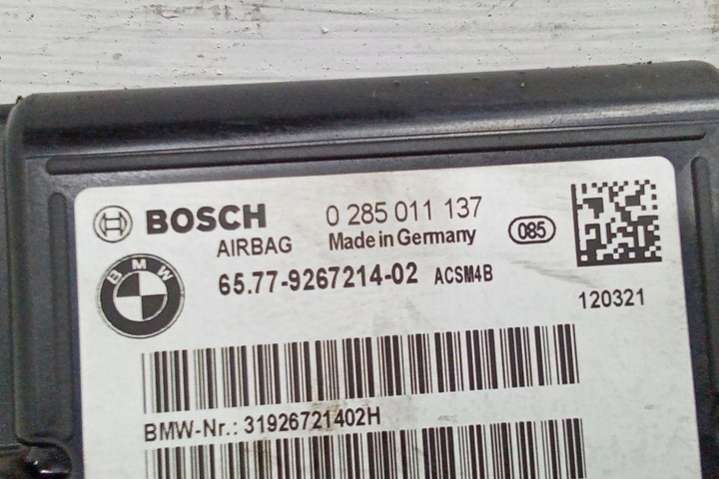 BOSCH 0 285 011 137
AIRBAG Made in Germany 085
BMW 65.77-9267214-02 ACSM4B
120321
BMW-Nr.: 31926721402H